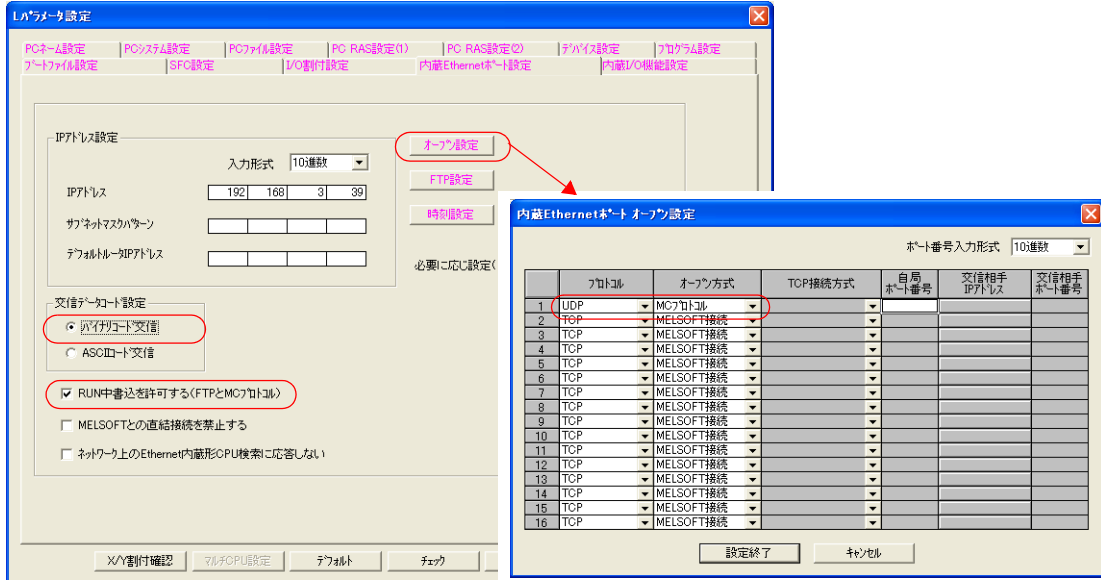 Lﾊﾟﾗﾒｰﾀ設定
PCﾈｰﾑ設定 PCｼｽﾃﾑ設定 PCﾌｧｲﾙ設定 PC RAS設定(1) PC RAS設定(2) ﾃﾞﾊﾞｲｽ設定 ﾌﾟﾛｸﾞﾗﾑ設定
ﾌﾞｰﾄﾌｧｲﾙ設定 SFC設定 I/O割付設定 内蔵Ethernetﾎﾟｰﾄ設定 内蔵I/O機能設定
IPｱﾄﾞﾚｽ設定
入力形式 10進数
IPｱﾄﾞﾚｽ 192 168 3 39
ｻﾌﾞﾈｯﾄﾏｽｸﾊﾟﾀｰﾝ
ﾃﾞﾌｫﾙﾄﾙｰﾀIPｱﾄﾞﾚｽ
ｵｰﾌﾟﾝ設定
FTP設定
時刻設定
必要に応じ設定(
交信ﾃﾞｰﾀｺｰﾄﾞ設定
ﾊﾞｲﾅﾘｺｰﾄﾞ交信
ASCIIｺｰﾄﾞ交信
RUN中書込を許可する(FTPとMCﾌﾟﾛﾄｺﾙ)
MELSOFTとの直結接続を禁止する
ﾈｯﾄﾜｰｸ上のEthernet内蔵形CPU検索に応答しない
X/Y割付確認 ﾏﾙﾁCPU設定 ﾃﾞﾌｫﾙﾄ ﾁｪｯｸ
内蔵Ethernetﾎﾟｰﾄ ｵｰﾌﾟﾝ設定
ﾎﾟｰﾄ番号入力形式 10進数
ﾌﾟﾛﾄｺﾙ ｵｰﾌﾟﾝ方式 TCP接続方式 自局ﾎﾟｰﾄ番号 交信相手IPｱﾄﾞﾚｽ 交信相手ﾎﾟｰﾄ番号
1 UDP MCﾌﾟﾛﾄｺﾙ
2 TCP MELSOFT接続
3 TCP MELSOFT接続
4 TCP MELSOFT接続
5 TCP MELSOFT接続
6 TCP MELSOFT接続
7 TCP MELSOFT接続
8 TCP MELSOFT接続
9 TCP MELSOFT接続
10 TCP MELSOFT接続
11 TCP MELSOFT接続
12 TCP MELSOFT接続
13 TCP MELSOFT接続
14 TCP MELSOFT接続
15 TCP MELSOFT接続
16 TCP MELSOFT接続
設定終了 ｷｬﾝｾﾙ